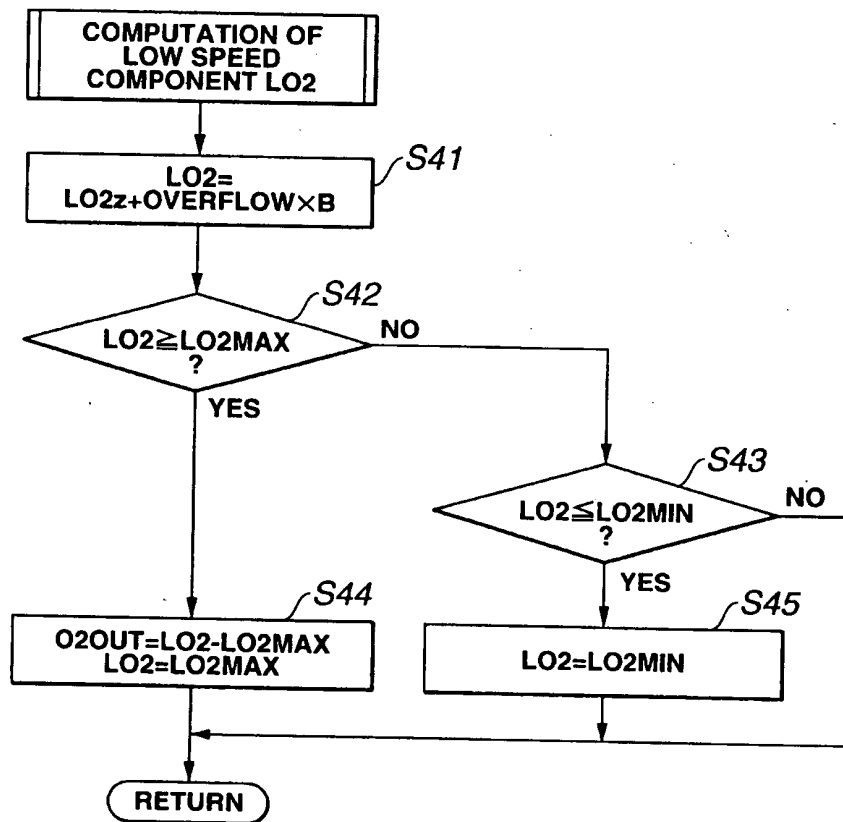 COMPUTATION OF
LOW SPEED
COMPONENT LO2
S41
LO2=
LO2z+OVERFLOW×B
S42
LO2≧LO2MAX
?
NO
YES
S43
LO2≦LO2MIN
?
NO
YES
S44
O2OUT=LO2-LO2MAX
LO2=LO2MAX
S45
LO2=LO2MIN
RETURN